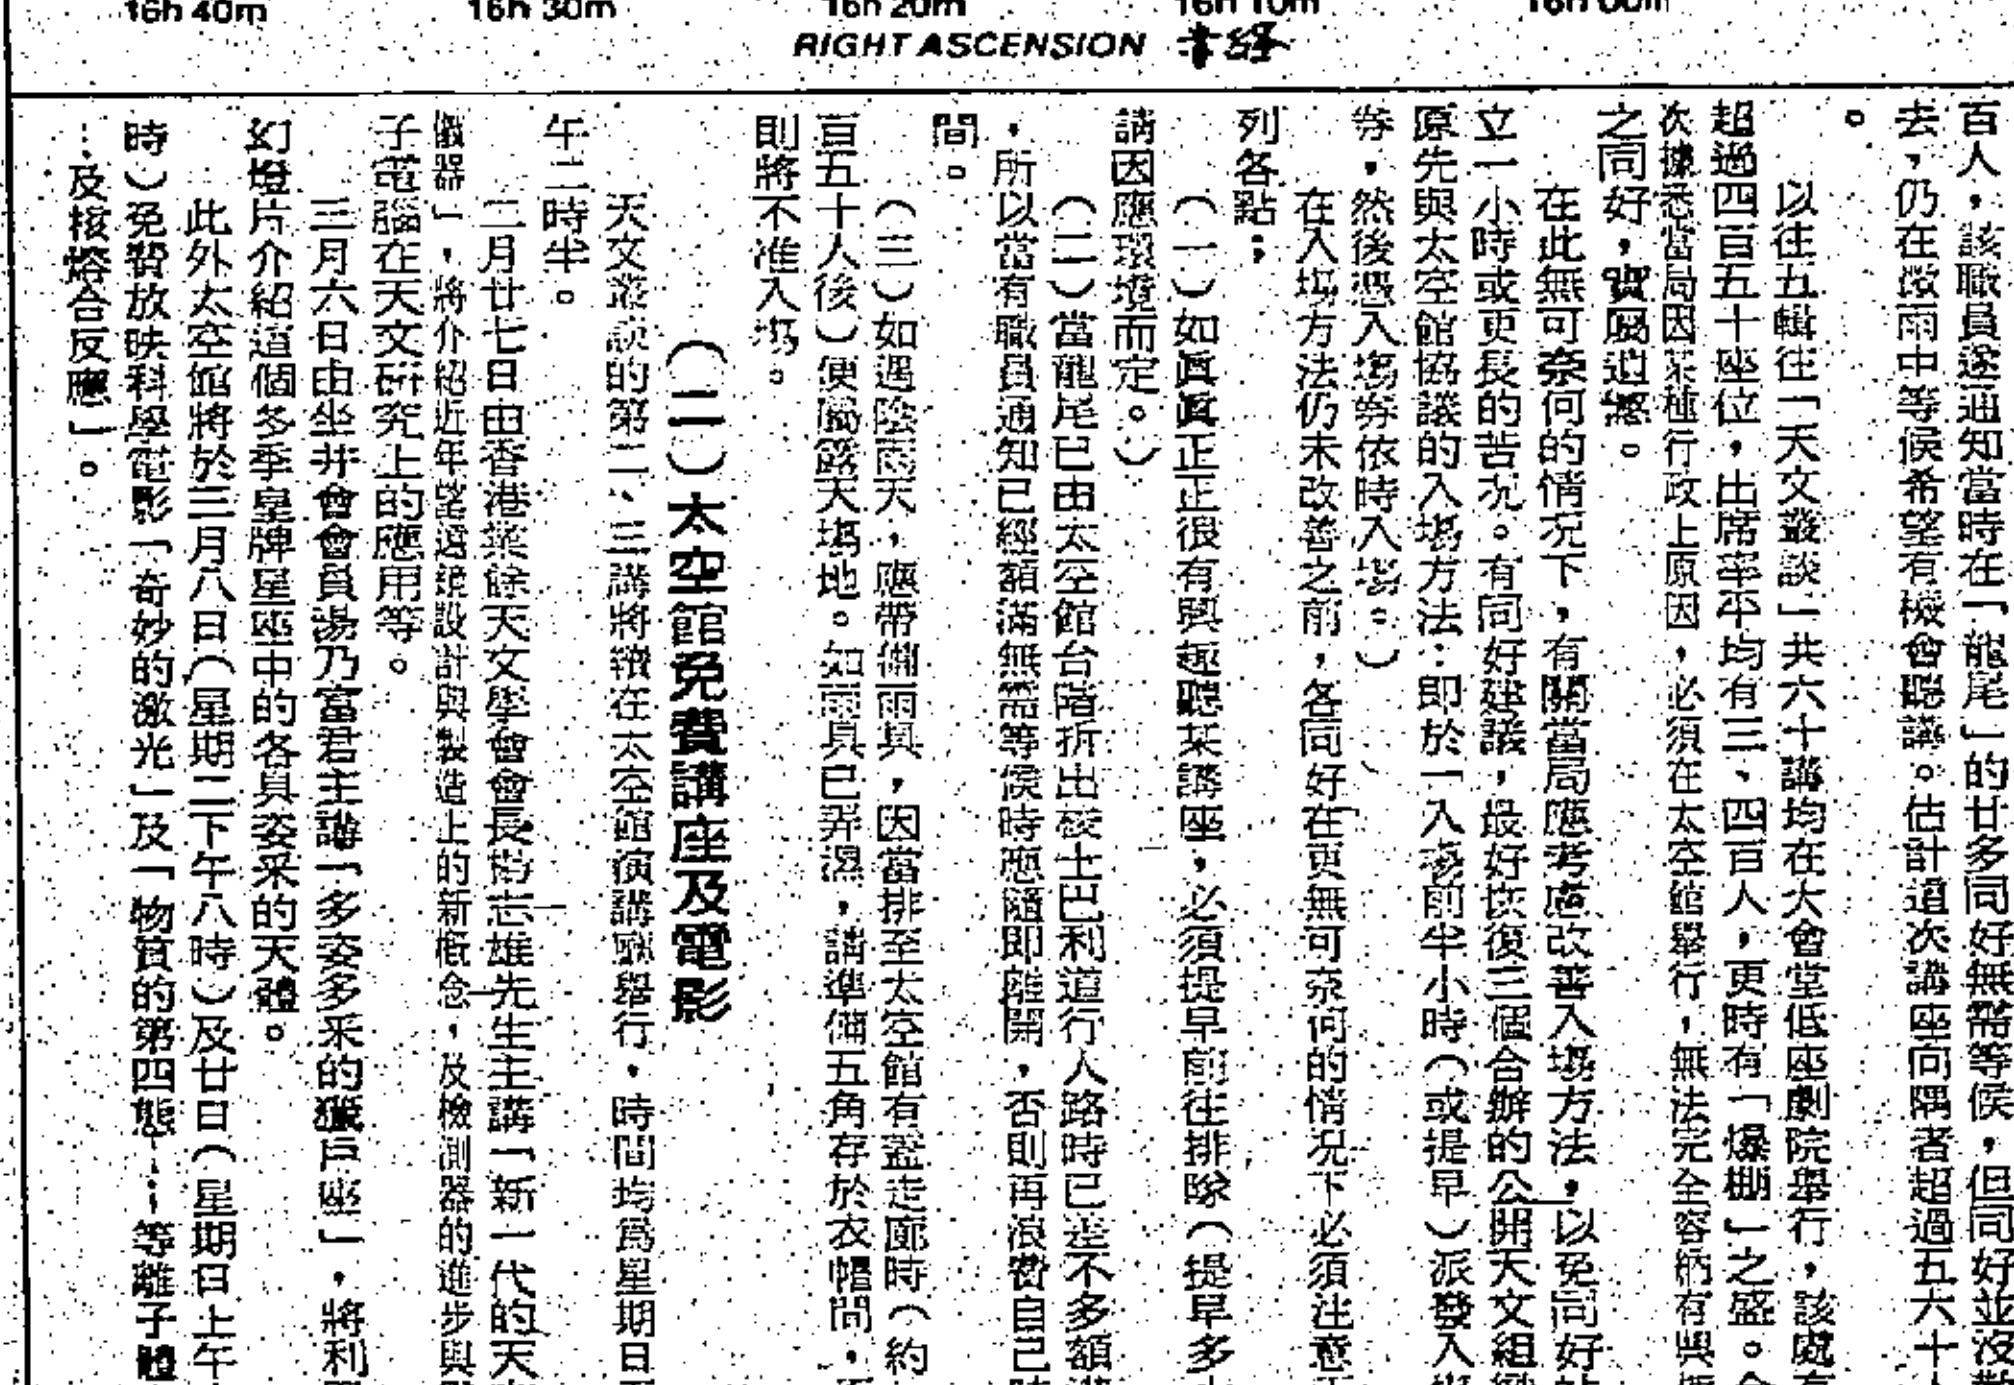 16h 40m 16h 30m 16h 20m 16h 10m 16h 00m
RIGHT ASCENSION 赤經
百人，該職員遂通知當時在「龍尾」的廿多同好無需等候，但同好並沒
去，仍在微雨中等候希望有機會聽講。估計這次講座向隅者超過五六十
。
以往五輯往「天文叢談」共六十講均在大會堂低座劇院舉行，該處有
超過四百五十座位，出席率平均有三、四百人，更時有「爆棚」之盛。今
次據悉當局因某種行政上原因，必須在太空館舉行，無法完全容納有興
之同好，實屬遺憾。
在此無可奈何的情況下，有關當局應考慮改善入場方法，以免同好站
立一小時或更長的苦况。有同好建議，最好恢復三個合辦的公開天文組
原先與太空館協議的入場方法：即於「入場前半小時（或提早）派發入
券，然後憑入場券依時入場。）
在入場方法仍未改善之前，各同好在更無可奈何的情况下必須注意
列各點：
（一）如眞眞正正很有興趣聽某講座，必須提早前往排隊（提早多
請因應環境而定。）
（二）當龍尾已由太空館台階折出梭士巴利道行人路時已差不多額
，所以當有職員通知已經額滿無需等候時應隨即離開，否則再浪費自己
間。
（三）如遇陰雨天，應帶備雨具，因當排至太空館有蓋走廊時（約
百五十人後）便屬露天場地。如雨具已弄濕，請準備五角存於衣帽間，
則將不准入場。
（二）太空館免費講座及電影
天文叢談的第二、三講將續在太空館演講廳舉行，時間均爲星期日
午二時半。
二月廿七日由香港業餘天文學會會長 志雄先生主講「新一代的天
儀器」，將介紹近年望遠鏡設計與製造上的新概念，及檢測器的進步與
子電腦在天文研究上的應用等。
三月六日由坐井會會員湯乃富君主講「多姿多采的獵戶座」，將利
幻燈片介紹這個冬季皇牌星座中的各具姿采的天體。
此外太空館將於三月八日（星期二下午八時）及廿日（星期日上午
時）免費放映科學電影「奇妙的激光」及「物質的第四態……等離子體
…及核熔合反應」。